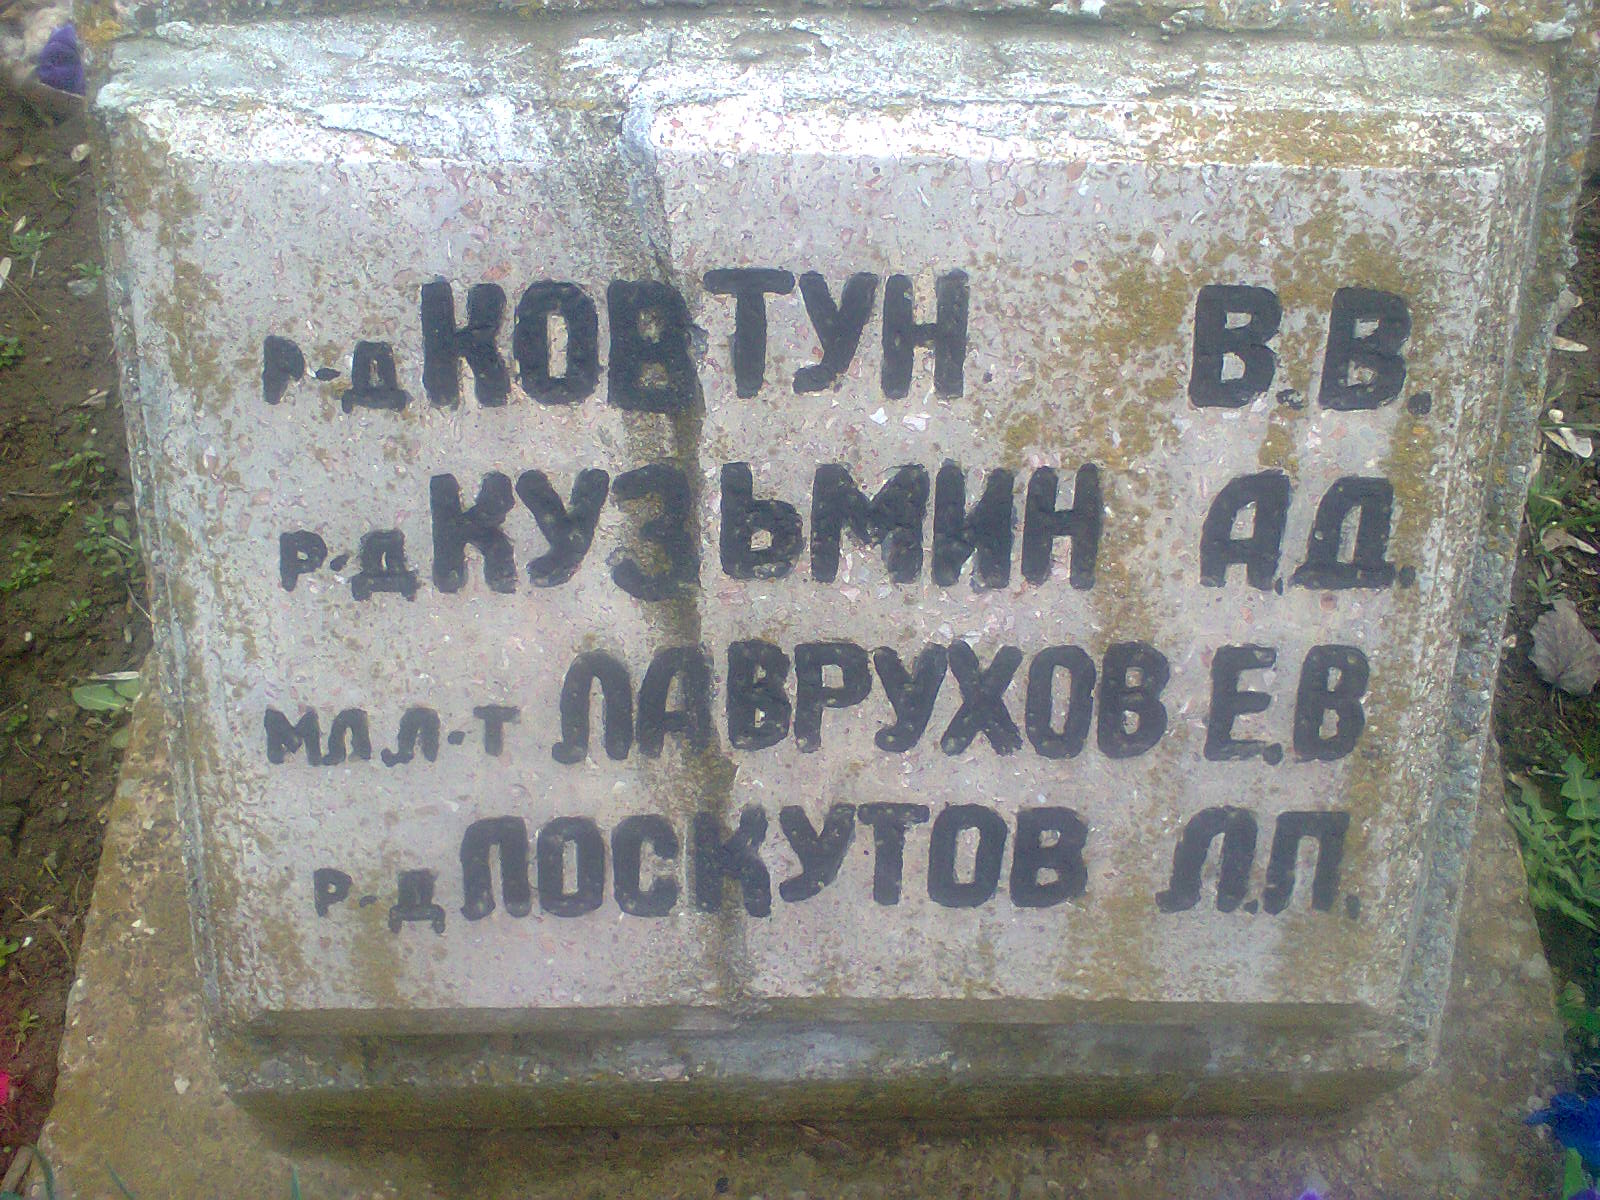 р-д КОВТУН В.В.
р-д КУЗЬМИН А.Д.
мл л-т ЛАВРУХОВ Е.В
р-д ЛОСКУТОВ Л.П.